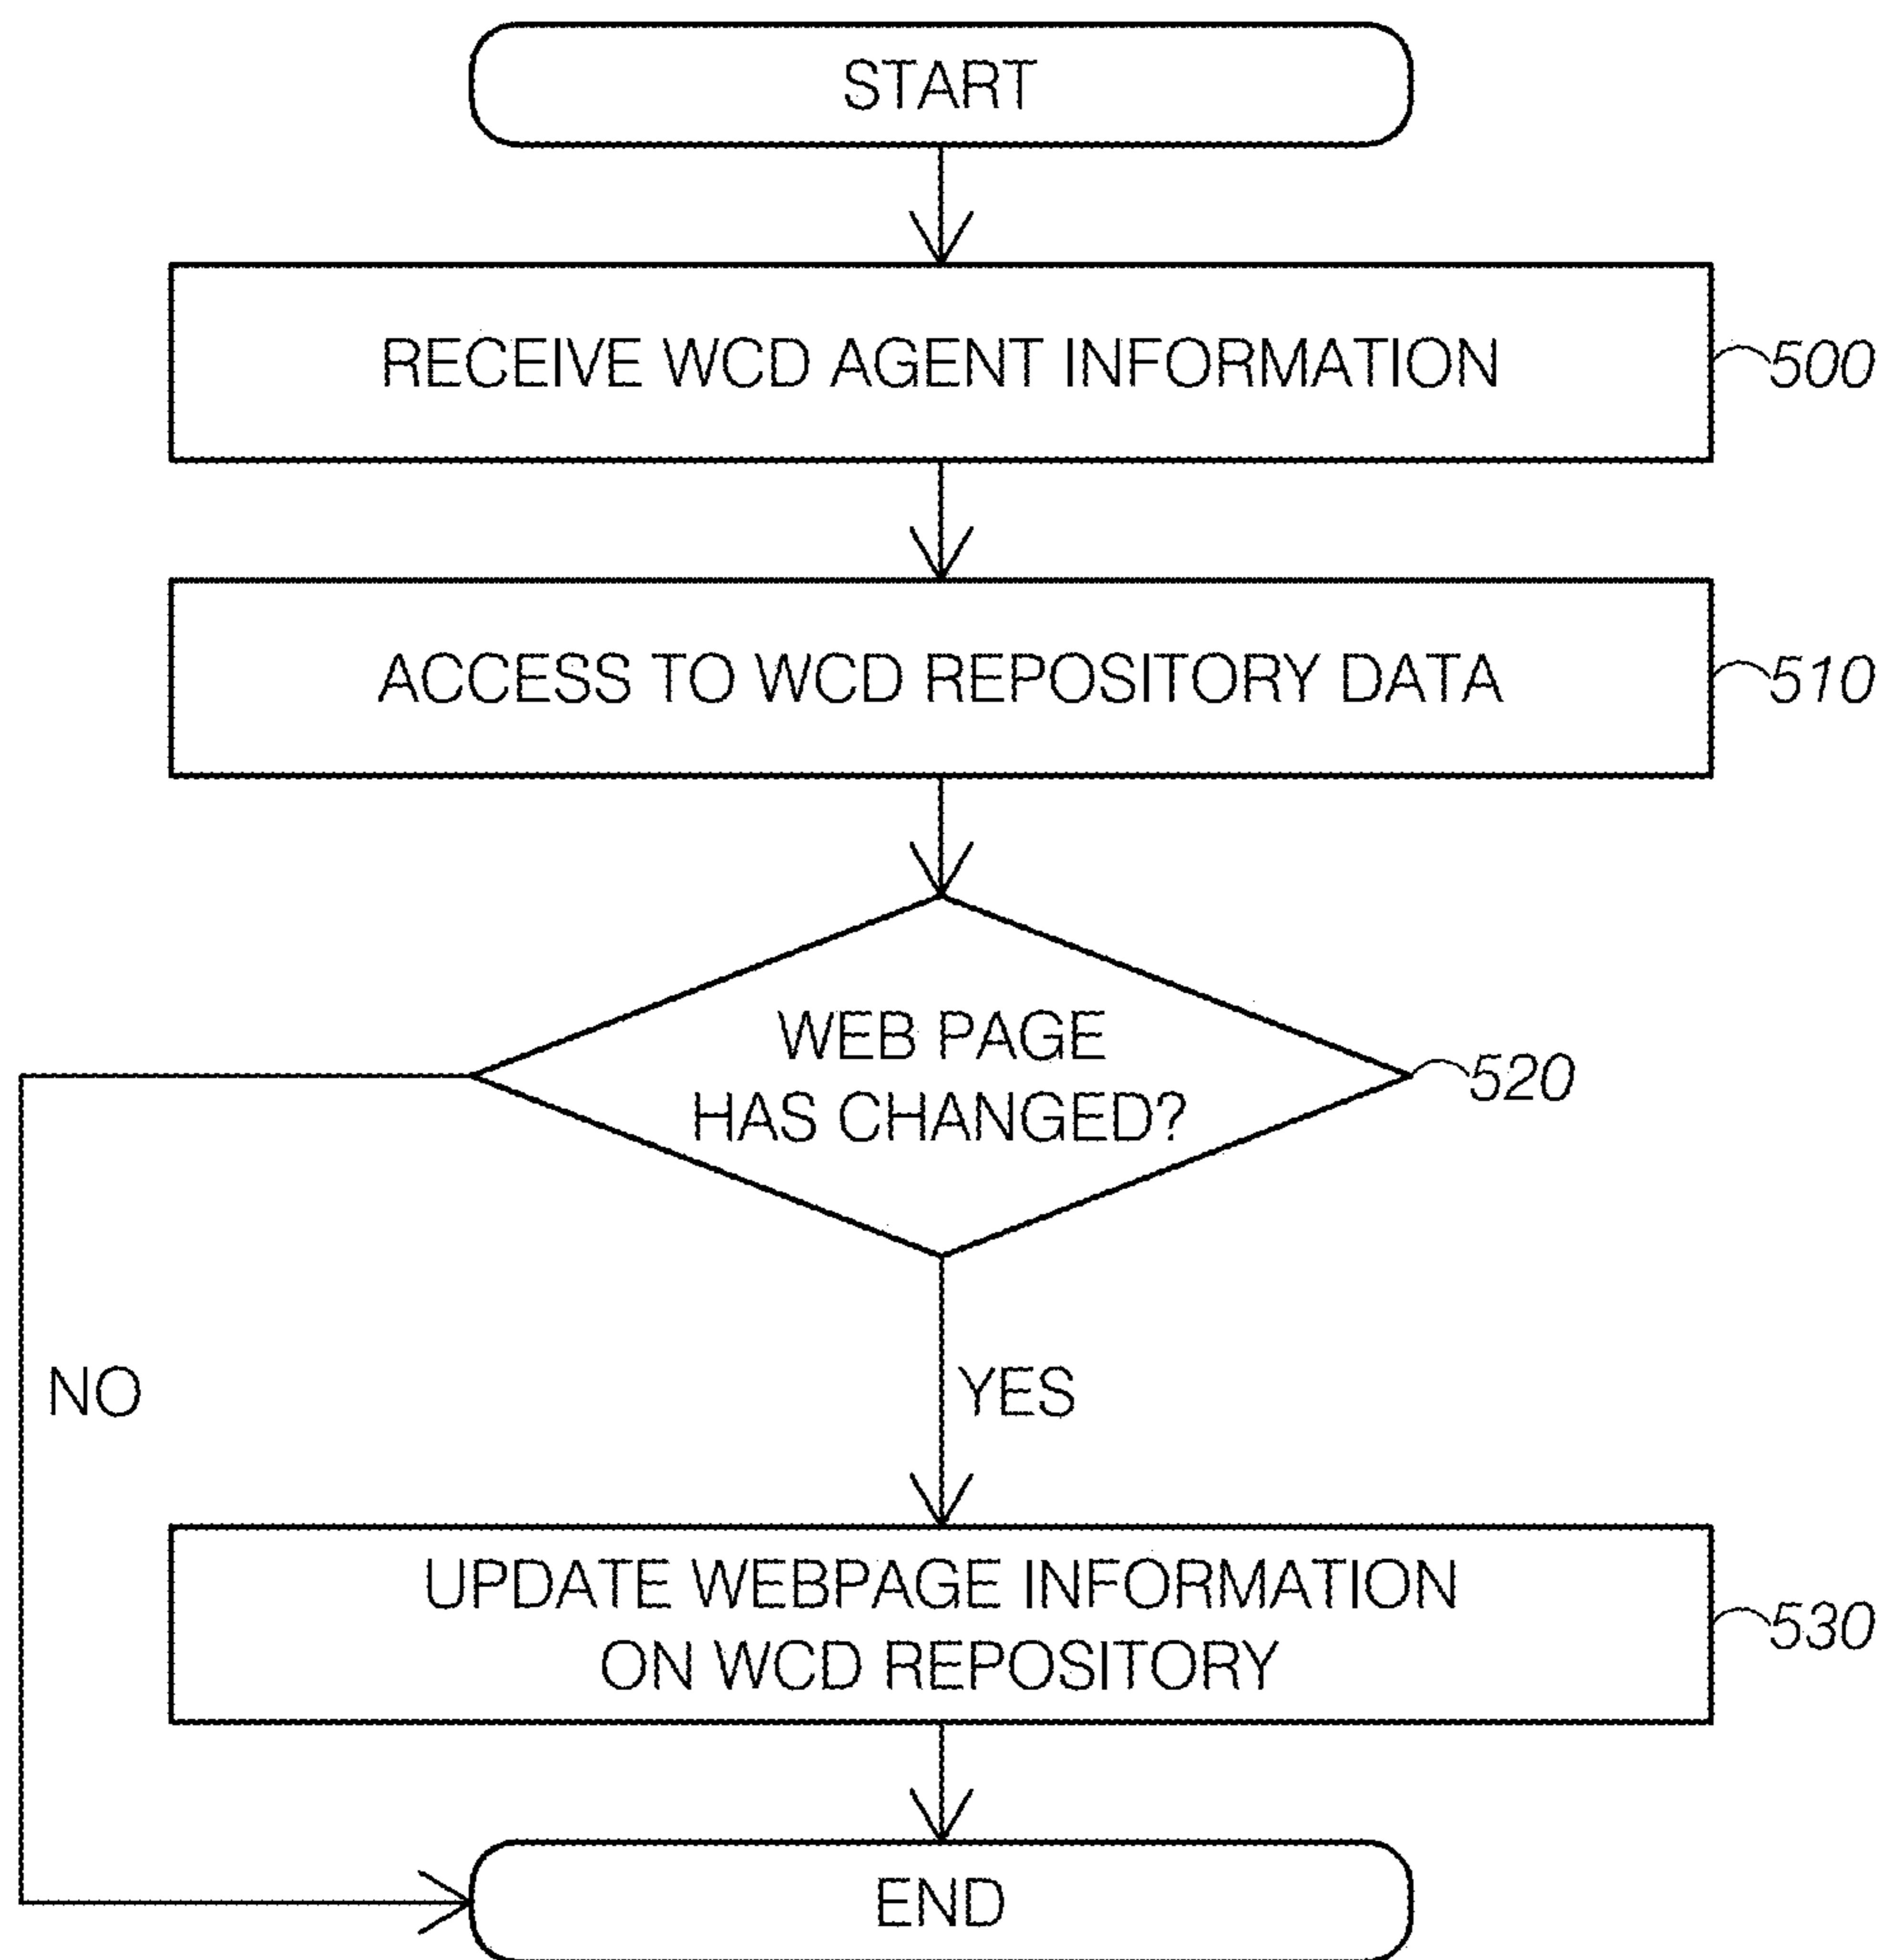 START
RECEIVE WCD AGENT INFORMATION
500
ACCESS TO WCD REPOSITORY DATA
510
WEB PAGE
HAS CHANGED?
520
NO
YES
UPDATE WEBPAGE INFORMATION
ON WCD REPOSITORY
530
END